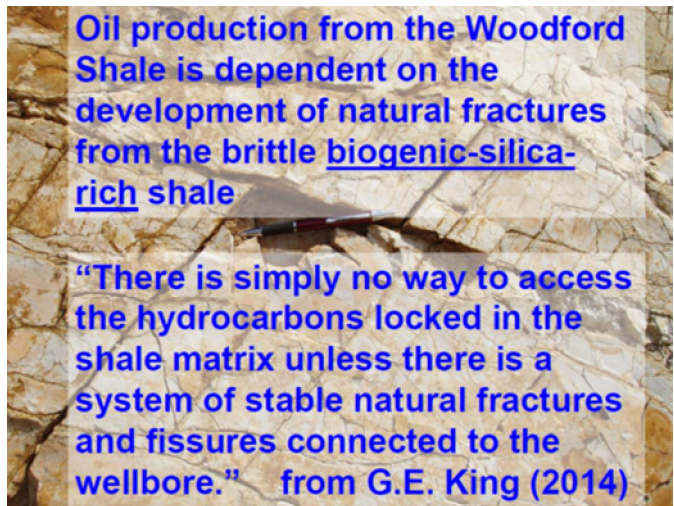 Oil production from the Woodford
Shale is dependent on the
development of natural fractures
from the brittle biogenic-silica-
rich shale
“There is simply no way to access
the hydrocarbons locked in the
shale matrix unless there is a
system of stable natural fractures
and fissures connected to the
wellbore.” from G.E. King (2014)